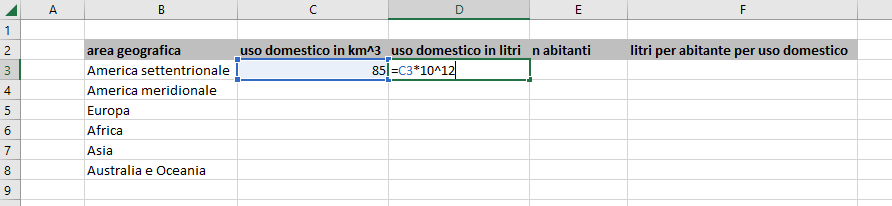 A B C D E F
1
2 area geografica uso domestico in km^3 uso domestico in litri n abitanti litri per abitante per uso domestico
3 America settentrionale 85 =C3*10^12
4 America meridionale
5 Europa
6 Africa
7 Asia
8 Australia e Oceania
9